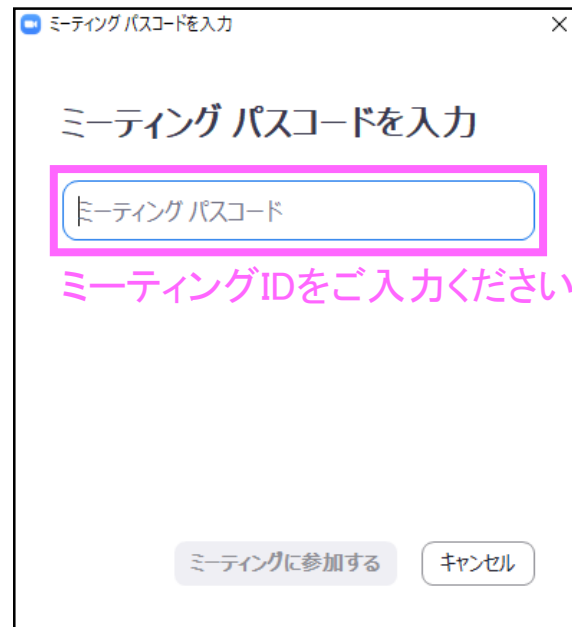 ミーティング パスコードを入力
ミーティング パスコードを入力
ミーティング パスコード
ミーティングIDをご入力ください
ミーティングに参加する
キャンセル